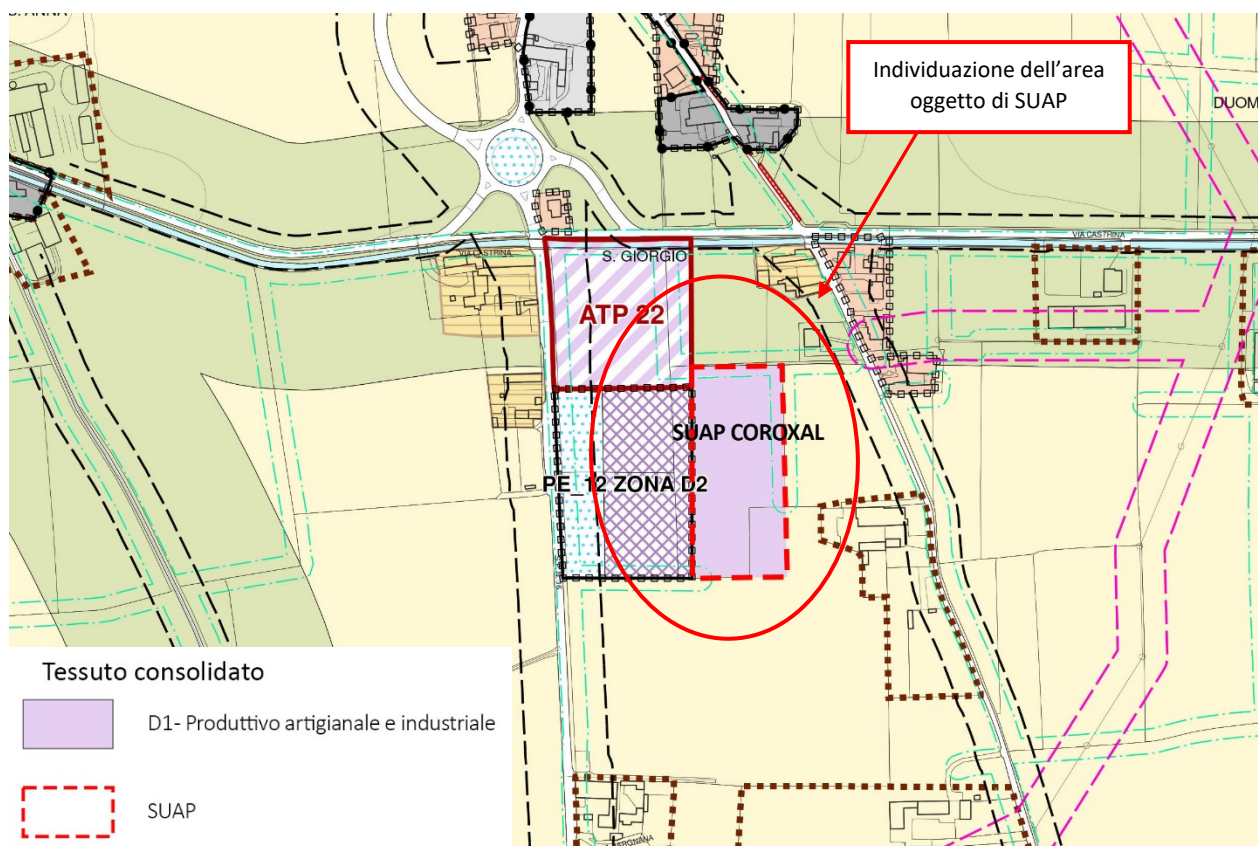 S. ANNA
Individuazione dell'area
oggetto di SUAP
DUOM
VIA CASTRINA
VIA CASTRINA
S. GIORGIO
ATP 22
SUAP COROXAL
PE_12 ZONA D2
Tessuto consolidato
D1- Produttivo artigianale e industriale
SUAP